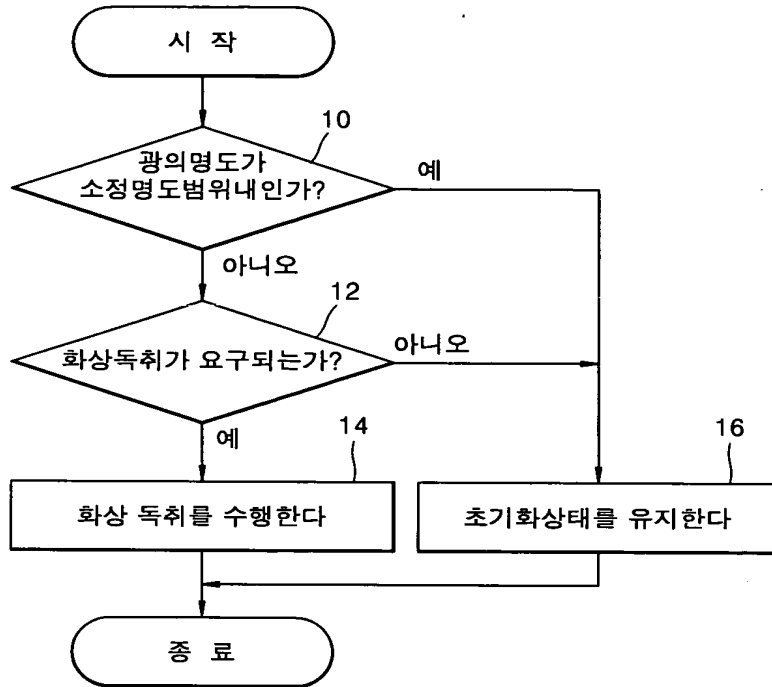 시 작
10
광의명도가
소정명도범위내인가?
예
아니오
12
화상독취가 요구되는가?
아니오
예
14
화상 독취를 수행한다
16
초기화상태를 유지한다
종 료